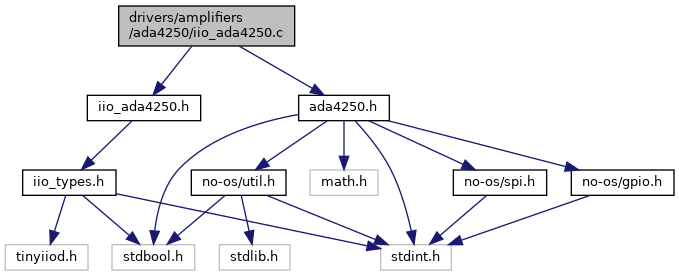 drivers/amplifiers
/ada4250/iio_ada4250.c
iio_ada4250.h
ada4250.h
iio_types.h
no-os/util.h
math.h
no-os/spi.h
no-os/gpio.h
tinyiiod.h
stdbool.h
stdlib.h
stdint.h